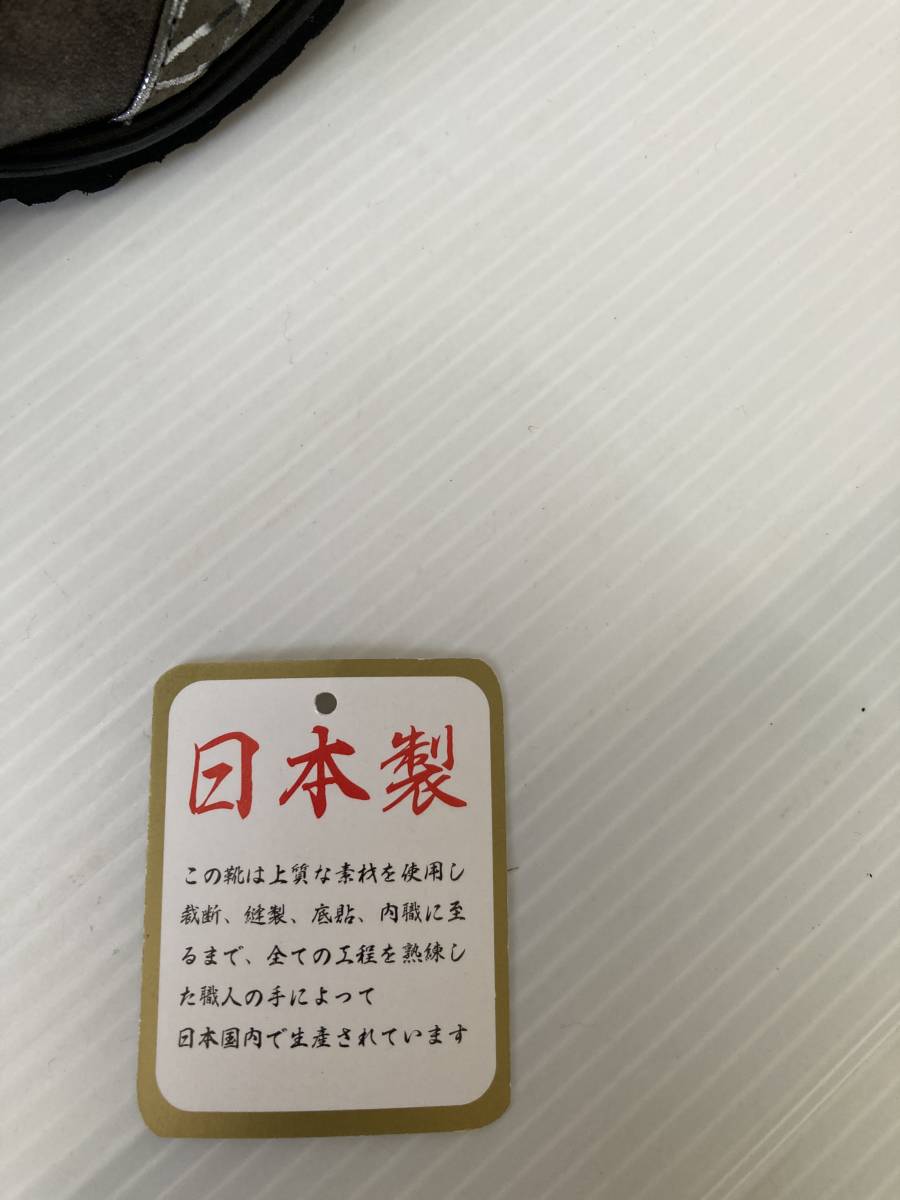 日本製
この靴は上質な素材を使用し
裁断、縫製、底貼、内職に至
るまで、全ての工程を熟練し
た職人の手によって
日本国内で生産されています